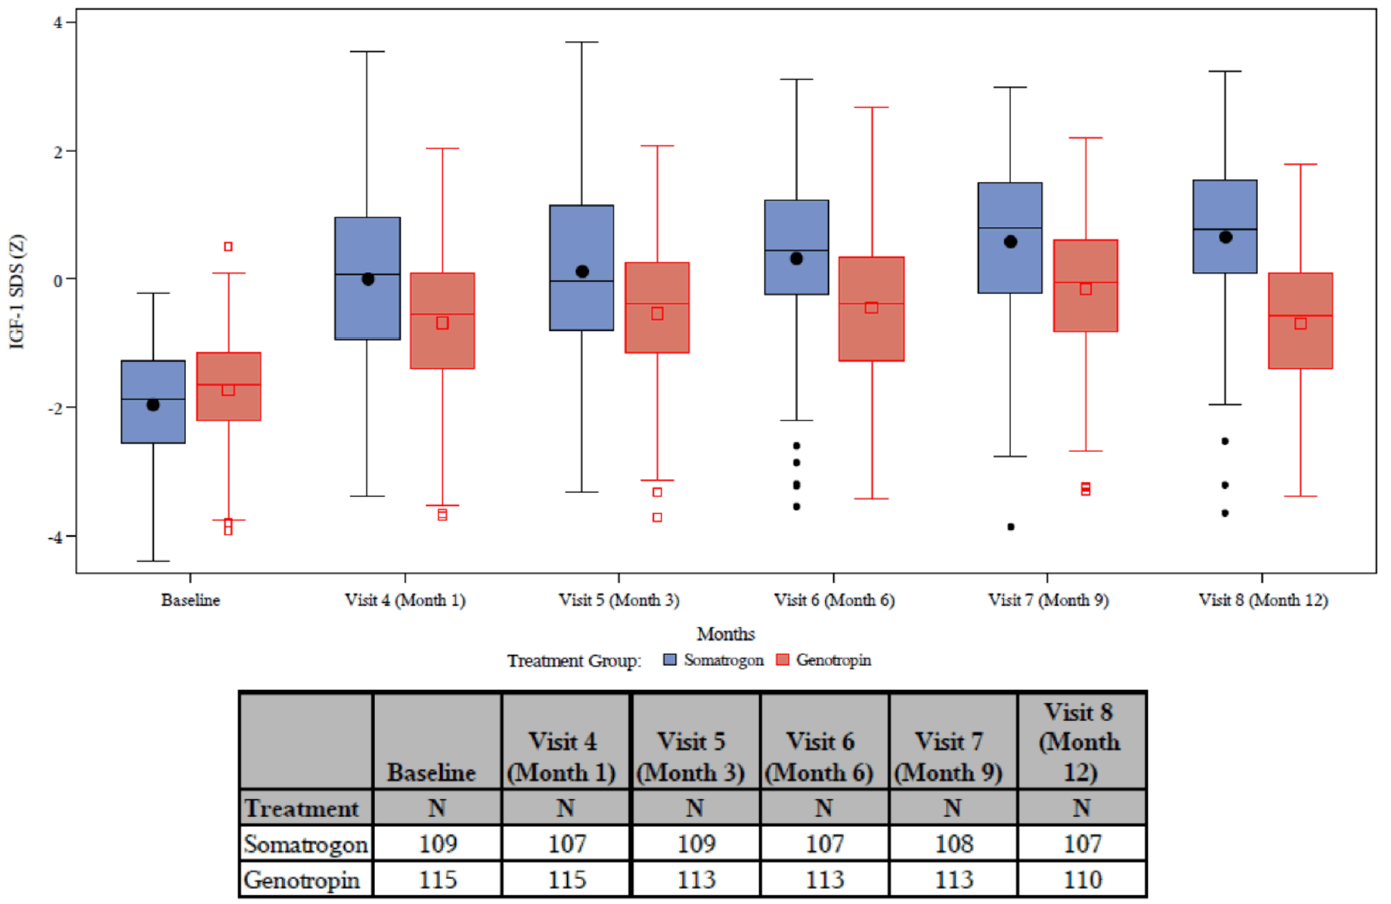 4
2
0
-2
-4
IGF-1 SDS (Z)
Baseline Visit 4 (Month 1) Visit 5 (Month 3) Visit 6 (Month 6) Visit 7 (Month 9) Visit 8 (Month 12)
Months
Treatment Group: Somatrogon Genotropin
Baseline Visit 4 (Month 1) Visit 5 (Month 3) Visit 6 (Month 6) Visit 7 (Month 9) Visit 8 (Month 12)
Treatment N N N N N N
Somatrogon 109 107 109 107 108 107
Genotropin 115 115 113 113 113 110